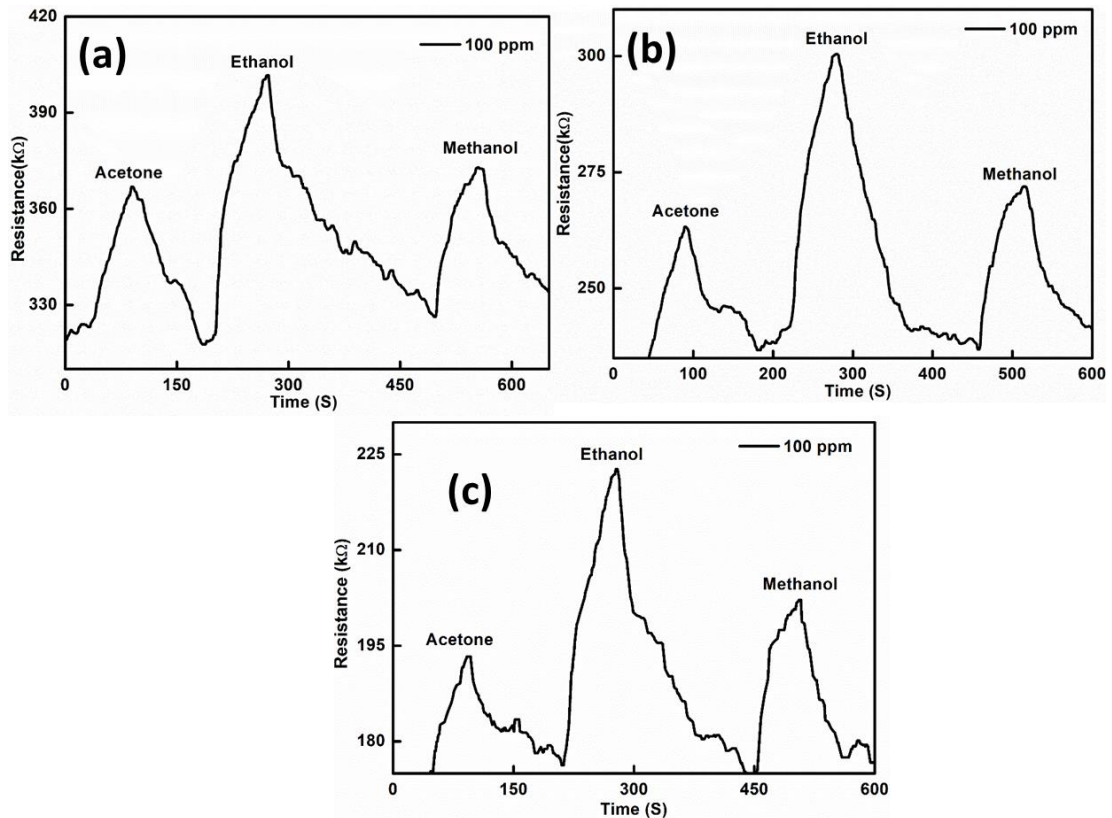 (a)
100 ppm
420
390
360
330
Resistance(kΩ)
Acetone
Ethanol
Methanol
0 150 300 450 600
Time (S)
(b)
100 ppm
300
275
250
Resistance(kΩ)
Acetone
Ethanol
Methanol
0 100 200 300 400 500 600
Time (S)
(c)
100 ppm
225
210
195
180
Resistance (kΩ)
Acetone
Ethanol
Methanol
0 150 300 450 600
Time (S)